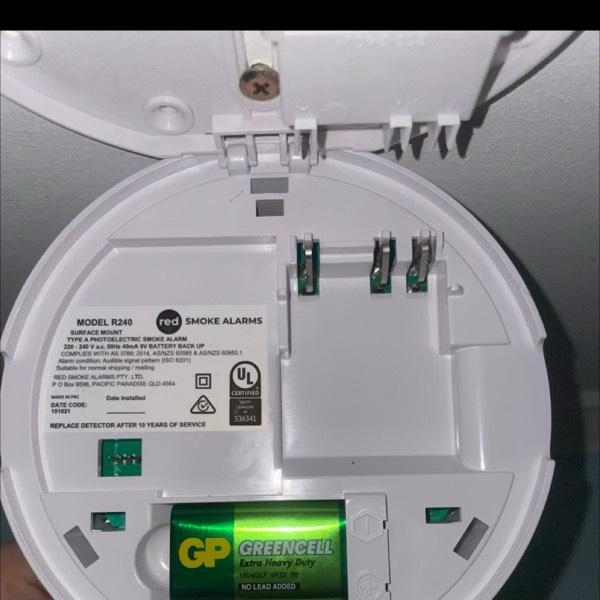 MODEL R240
red SMOKE ALARMS
SURFACE MOUNT
TYPE A PHOTOELECTRIC SMOKE ALARM
220 - 240 V a.c. 50Hz 40mA 9V BATTERY BACK UP
COMPLIES WITH AS 3786: 2014, AS/NZS 60065 & AS/NZS 60950.1
Alarm condition: Audible signal pattern (ISO 8201)
Suitable for normal shipping / mailing
RED SMOKE ALARMS PTY. LTD.
P O Box 9596, PACIFIC PARADISE QLD 4564
MADE IN PRC
DATE CODE:
151021
Date Installed
UL
CERTIFIED
S36341
REPLACE DETECTOR AFTER 10 YEARS OF SERVICE
GP GREENCELL
Extra Heavy Duty
1604GLF 6F22 9V
NO LEAD ADDED